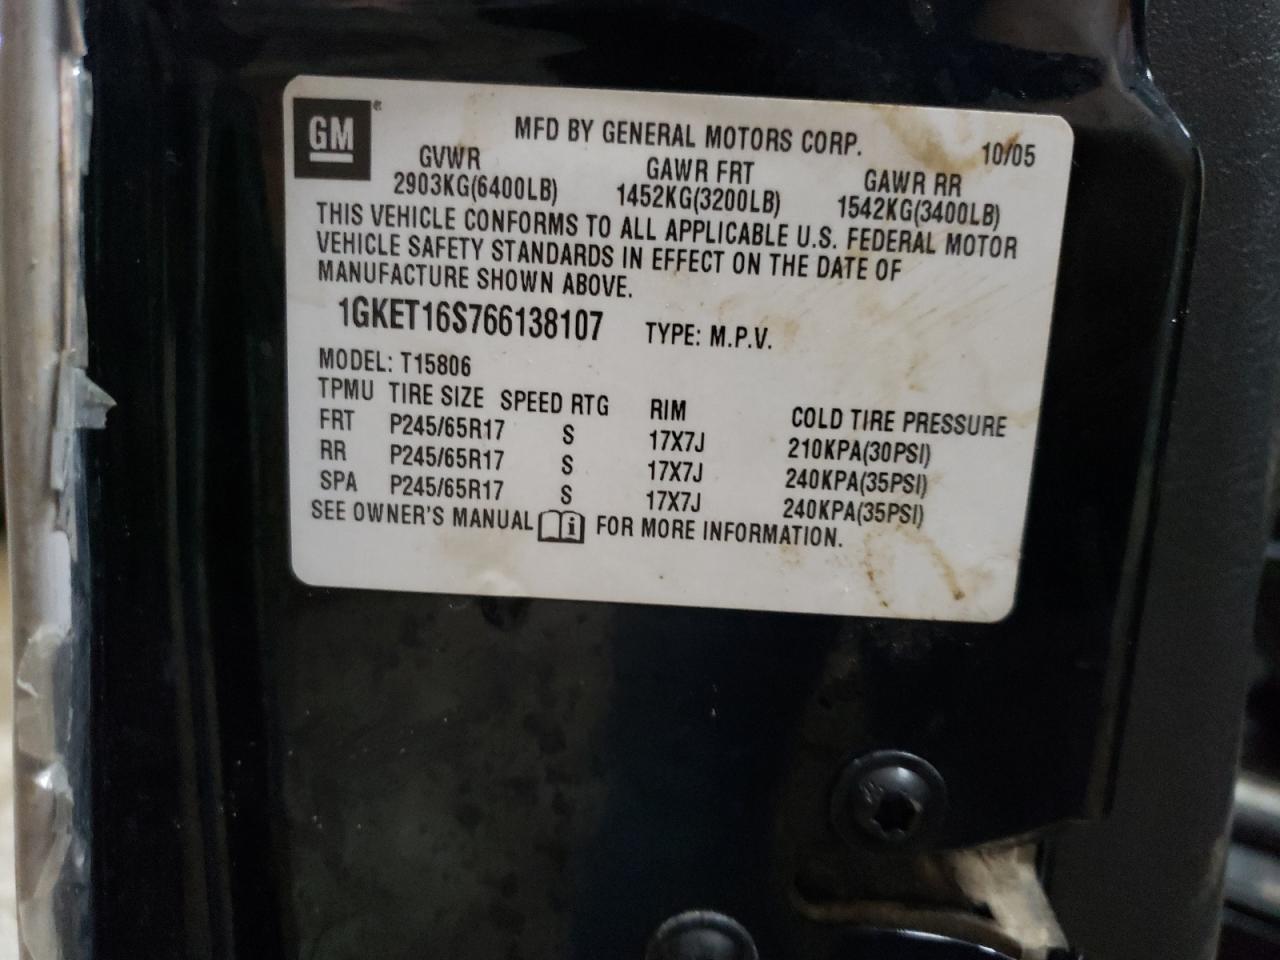 GM ®
MFD BY GENERAL MOTORS CORP. 10/05
GVWR GAWR FRT GAWR RR
2903KG(6400LB) 1452KG(3200LB) 1542KG(3400LB)
THIS VEHICLE CONFORMS TO ALL APPLICABLE U.S. FEDERAL MOTOR
VEHICLE SAFETY STANDARDS IN EFFECT ON THE DATE OF
MANUFACTURE SHOWN ABOVE.
1GKET16S766138107 TYPE: M.P.V.
MODEL: T15806
TPMU TIRE SIZE SPEED RTG RIM COLD TIRE PRESSURE
FRT P245/65R17 S 17X7J 210KPA(30PSI)
RR P245/65R17 S 17X7J 240KPA(35PSI)
SPA P245/65R17 S 17X7J 240KPA(35PSI)
SEE OWNER'S MANUAL i FOR MORE INFORMATION.